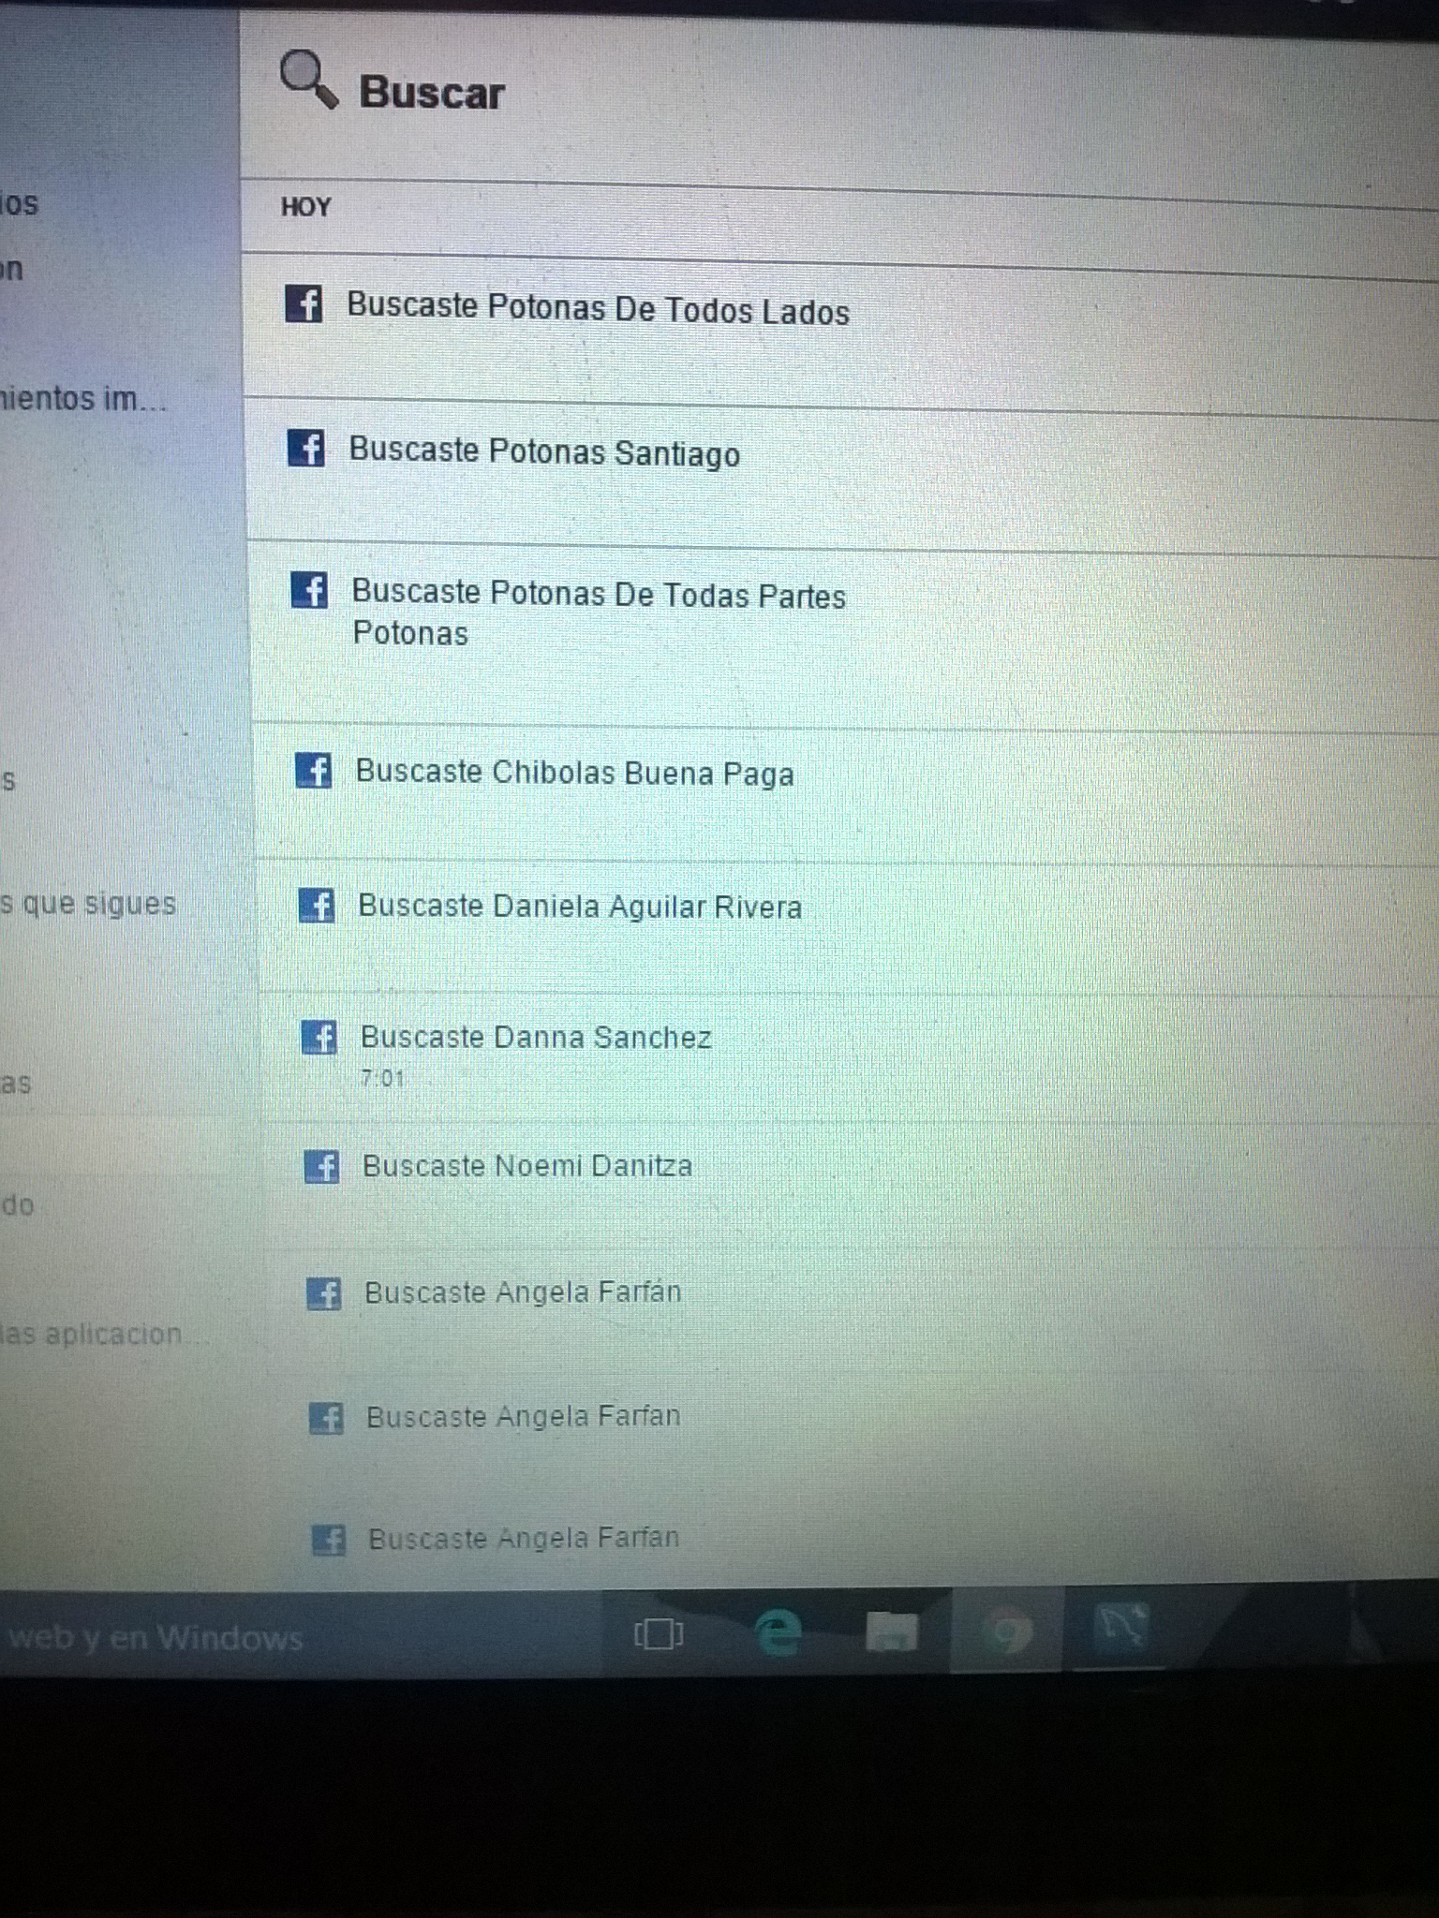 Buscar
HOY
Buscaste Potonas De Todos Lados
Buscaste Potonas Santiago
Buscaste Potonas De Todas Partes
Potonas
Buscaste Chibolas Buena Paga
Buscaste Daniela Aguilar Rivera
Buscaste Danna Sanchez
7:01
Buscaste Noemi Danitza
Buscaste Angela Farfán
Buscaste Angela Farfan
Buscaste Angela Farfan
ios
ón
mientos im...
s
s que sigues
as
do
las aplicacion...
web y en Windows